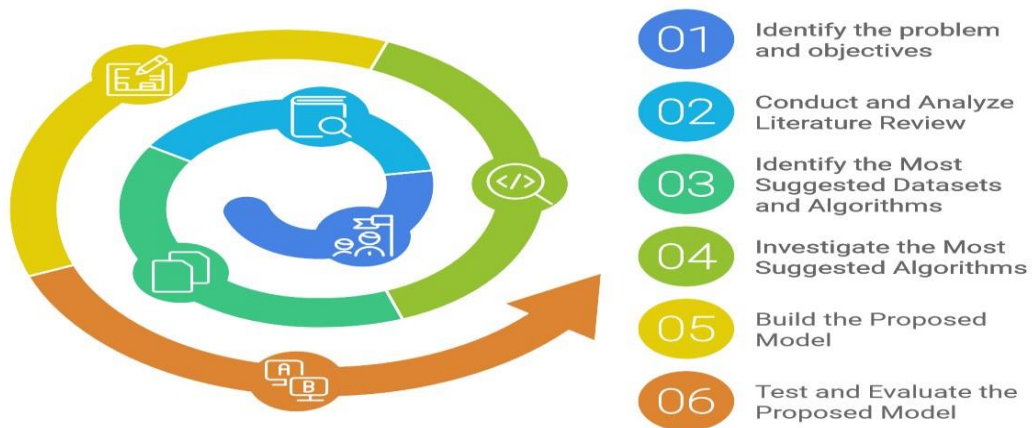 01
Identify the problem
and objectives
02
Conduct and Analyze
Literature Review
03
Identify the Most
Suggested Datasets
and Algorithms
04
Investigate the Most
Suggested Algorithms
05
Build the Proposed
Model
06
Test and Evaluate the
Proposed Model
</>
A
B